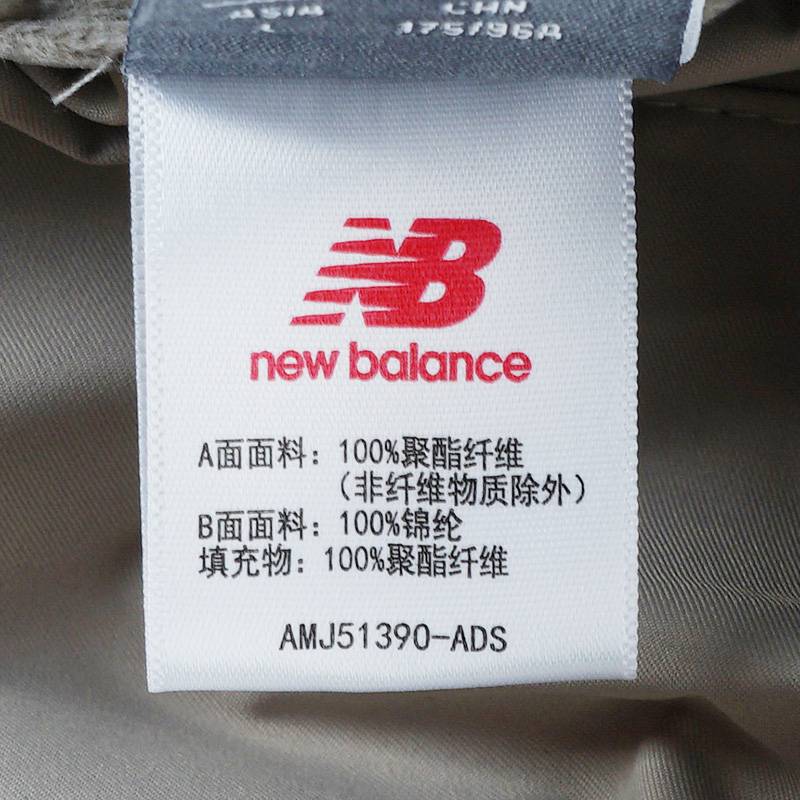 ASIA CHN
L 175/96A
NB
new balance
A面面料：100%聚酯纤维
（非纤维物质除外）
B面面料：100%锦纶
填充物：100%聚酯纤维
AMJ51390-ADS